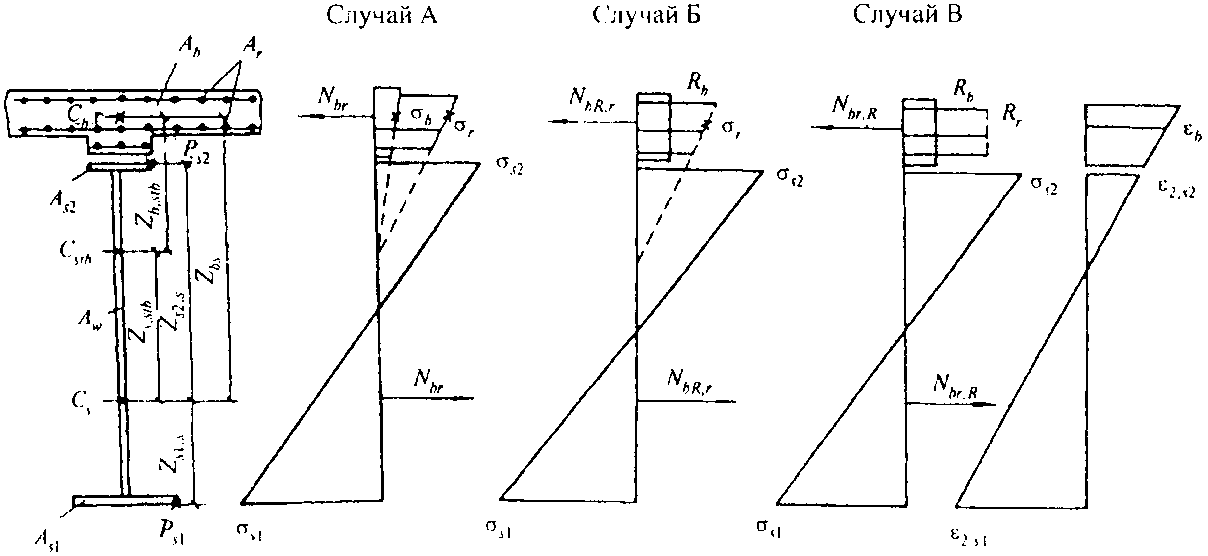 Случай А
Случай Б
Случай В
A_b
A_r
C_b
P_s2
A_s2
Z_b,stb
C_stb
A_w
Z_s,stb
Z_s2,s
Z_bs
C_s
Z_s1,s
A_s1
P_s1
N_br
σ_b
σ_r
σ_s2
N_br
σ_s1
N_bR,r
R_b
σ_r
σ_s2
N_bR,r
σ_s1
N_br,R
R_b
R_r
σ_s2
N_br,R
σ_s1
ε_b
ε_2,s2
ε_2,s1